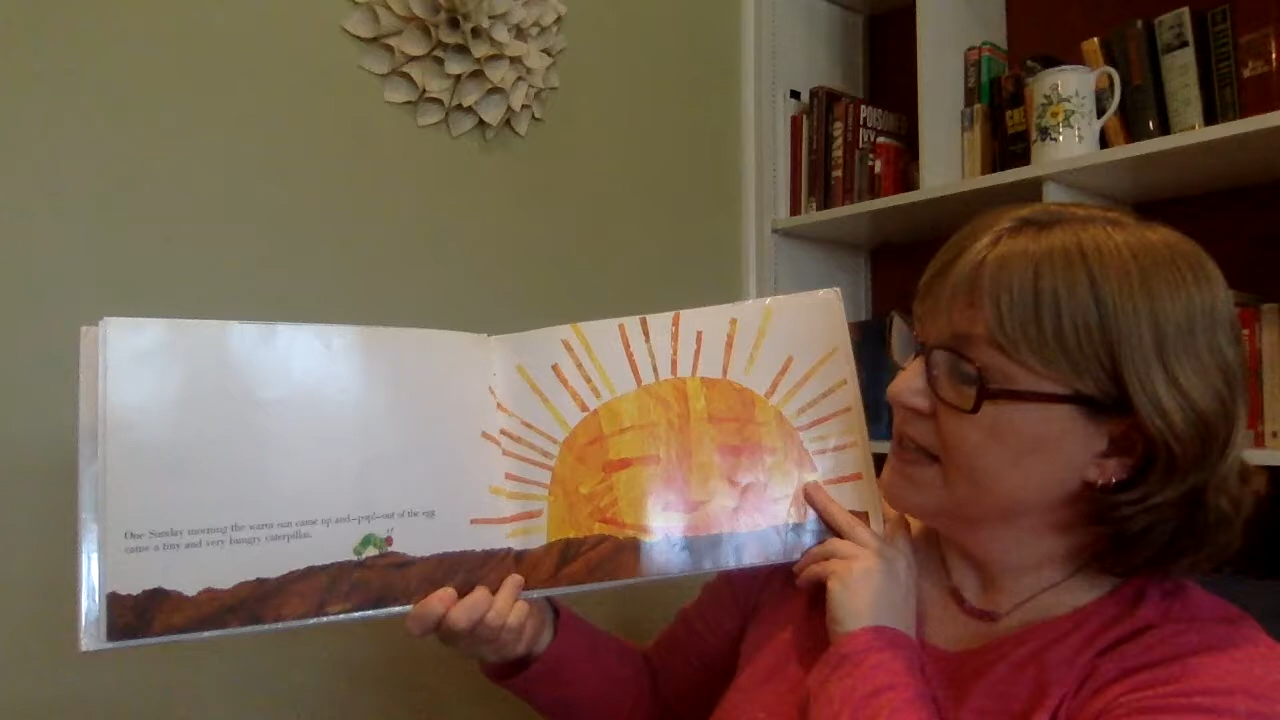 POISONED
IVY
One Sunday morning the warm sun came up and—pop!—out of the egg
came a tiny and very hungry caterpillar.